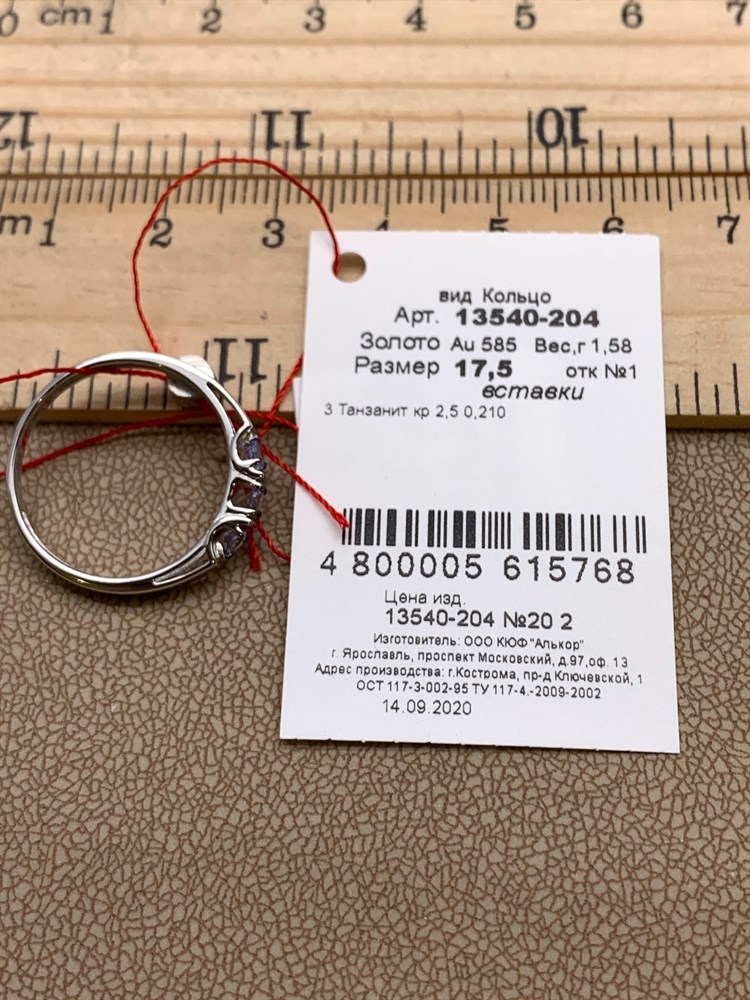 0 cm 1 2 3 4 5 6 7
12 11 10
m 1 2 3 4 5 6 7
11
вид Кольцо
Арт. 13540-204
Золото Au 585 Вес,г 1,58
Размер 17,5 отк №1
вставки
3 Танзанит кр 2,5 0,210
4 800005 615768
Цена изд.
13540-204 №20 2
Изготовитель: ООО КЮФ "Алькор"
г. Ярославль, проспект Московский, д.97,оф. 13
Адрес производства: г.Кострома, пр-д Ключевской, 1
ОСТ 117-3-002-95 ТУ 117-4.-2009-2002
14.09.2020